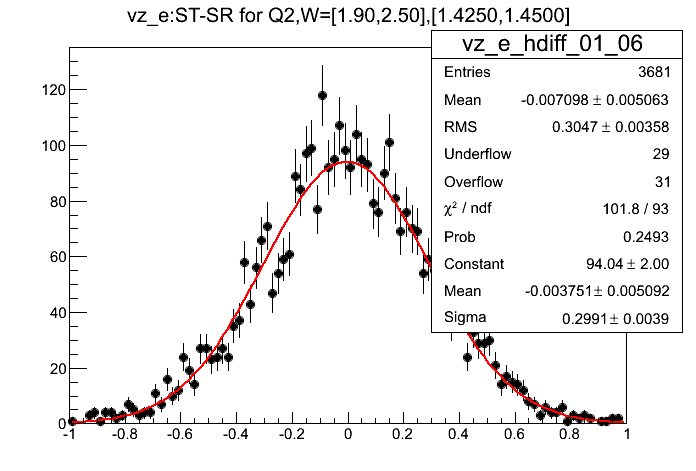 vz_e:ST-SR for Q2,W=[1.90,2.50],[1.4250,1.4500]
vz_e_hdiff_01_06
Entries 3681
Mean -0.007098 ± 0.005063
RMS 0.3047 ± 0.00358
Underflow 29
Overflow 31
χ² / ndf 101.8 / 93
Prob 0.2493
Constant 94.04 ± 2.00
Mean -0.003751 ± 0.005092
Sigma 0.2991 ± 0.0039
120
100
80
60
40
20
0
-1 -0.8 -0.6 -0.4 -0.2 0 0.2 0.4 0.6 0.8 1